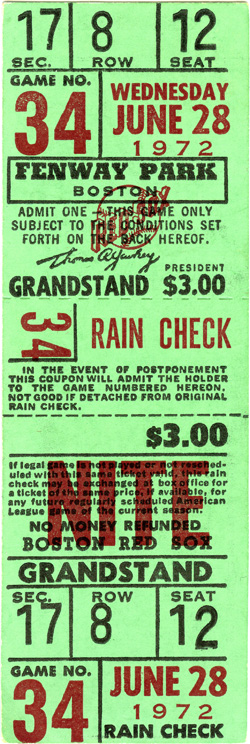 17 8 12
SEC. ROW SEAT
GAME NO.
34
WEDNESDAY
JUNE 28
1972
FENWAY PARK
BOSTON
ADMIT ONE—THIS GAME ONLY
SUBJECT TO THE CONDITIONS SET
FORTH ON THE BACK HEREOF.
Thomas A. Yawkey
PRESIDENT
GRANDSTAND $3.00
34
RAIN CHECK
IN THE EVENT OF POSTPONEMENT
THIS COUPON WILL ADMIT THE HOLDER
TO THE GAME NUMBERED HEREON.
NOT GOOD IF DETACHED FROM ORIGINAL
RAIN CHECK.
$3.00
If legal game is not played or is resched-
uled with this same ticket valid, this rain
check may be exchanged at box office for
a ticket of the same price, if available, for
any future regularly scheduled American
League game of the current season.
NITE
NO MONEY REFUNDED
BOSTON RED SOX
GRANDSTAND
SEC. ROW SEAT
17 8 12
GAME NO.
34
JUNE 28
1972
RAIN CHECK